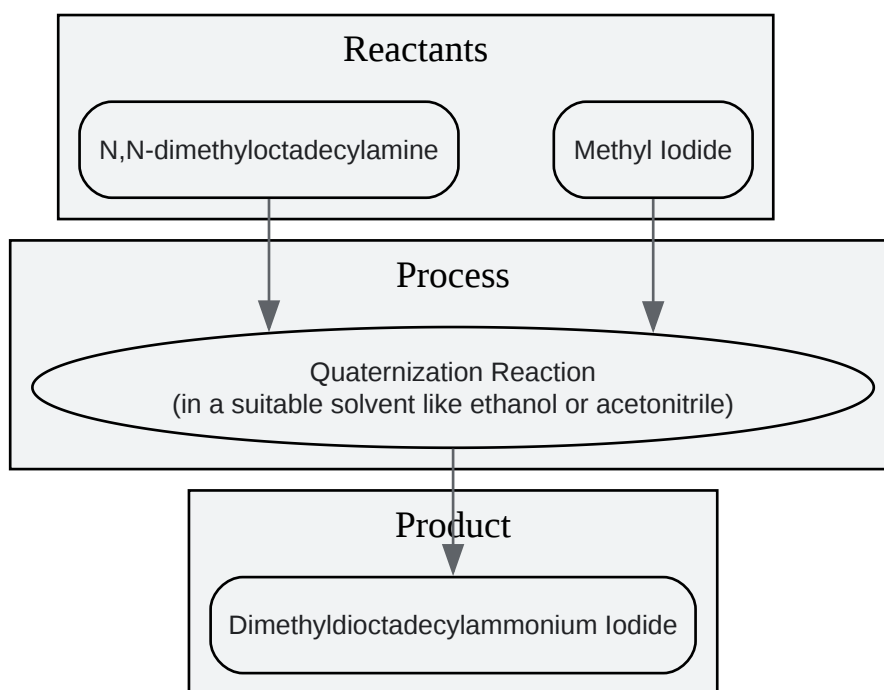 Reactants
N,N-dimethyloctadecylamine
Methyl Iodide
Process
Quaternization Reaction
(in a suitable solvent like ethanol or acetonitrile)
Product
Dimethyldioctadecylammonium Iodide